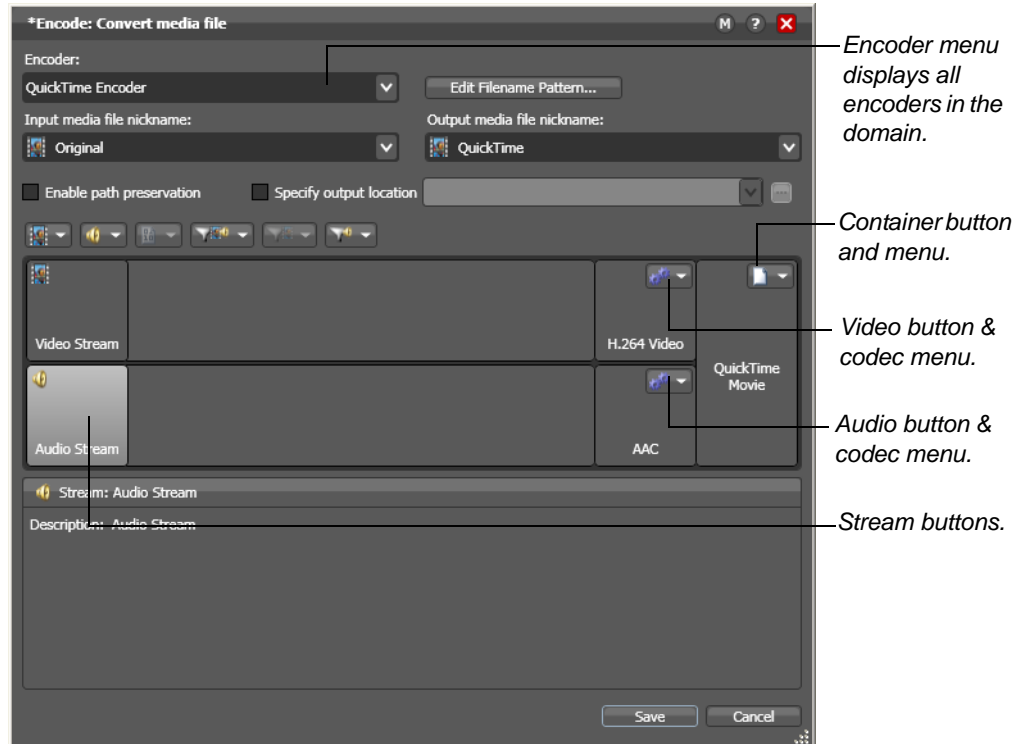 *Encode: Convert media file
M ?
Encoder:
QuickTime Encoder
Edit Filename Pattern...
Input media file nickname:
Output media file nickname:
Original
QuickTime
Enable path preservation
Specify output location
Video Stream
H.264 Video
QuickTime
Movie
Audio Stream
AAC
Stream: Audio Stream
Description: Audio Stream
Save
Cancel
Encoder menu
displays all
encoders in the
domain.
Container button
and menu.
Video button &
codec menu.
Audio button &
codec menu.
Stream buttons.